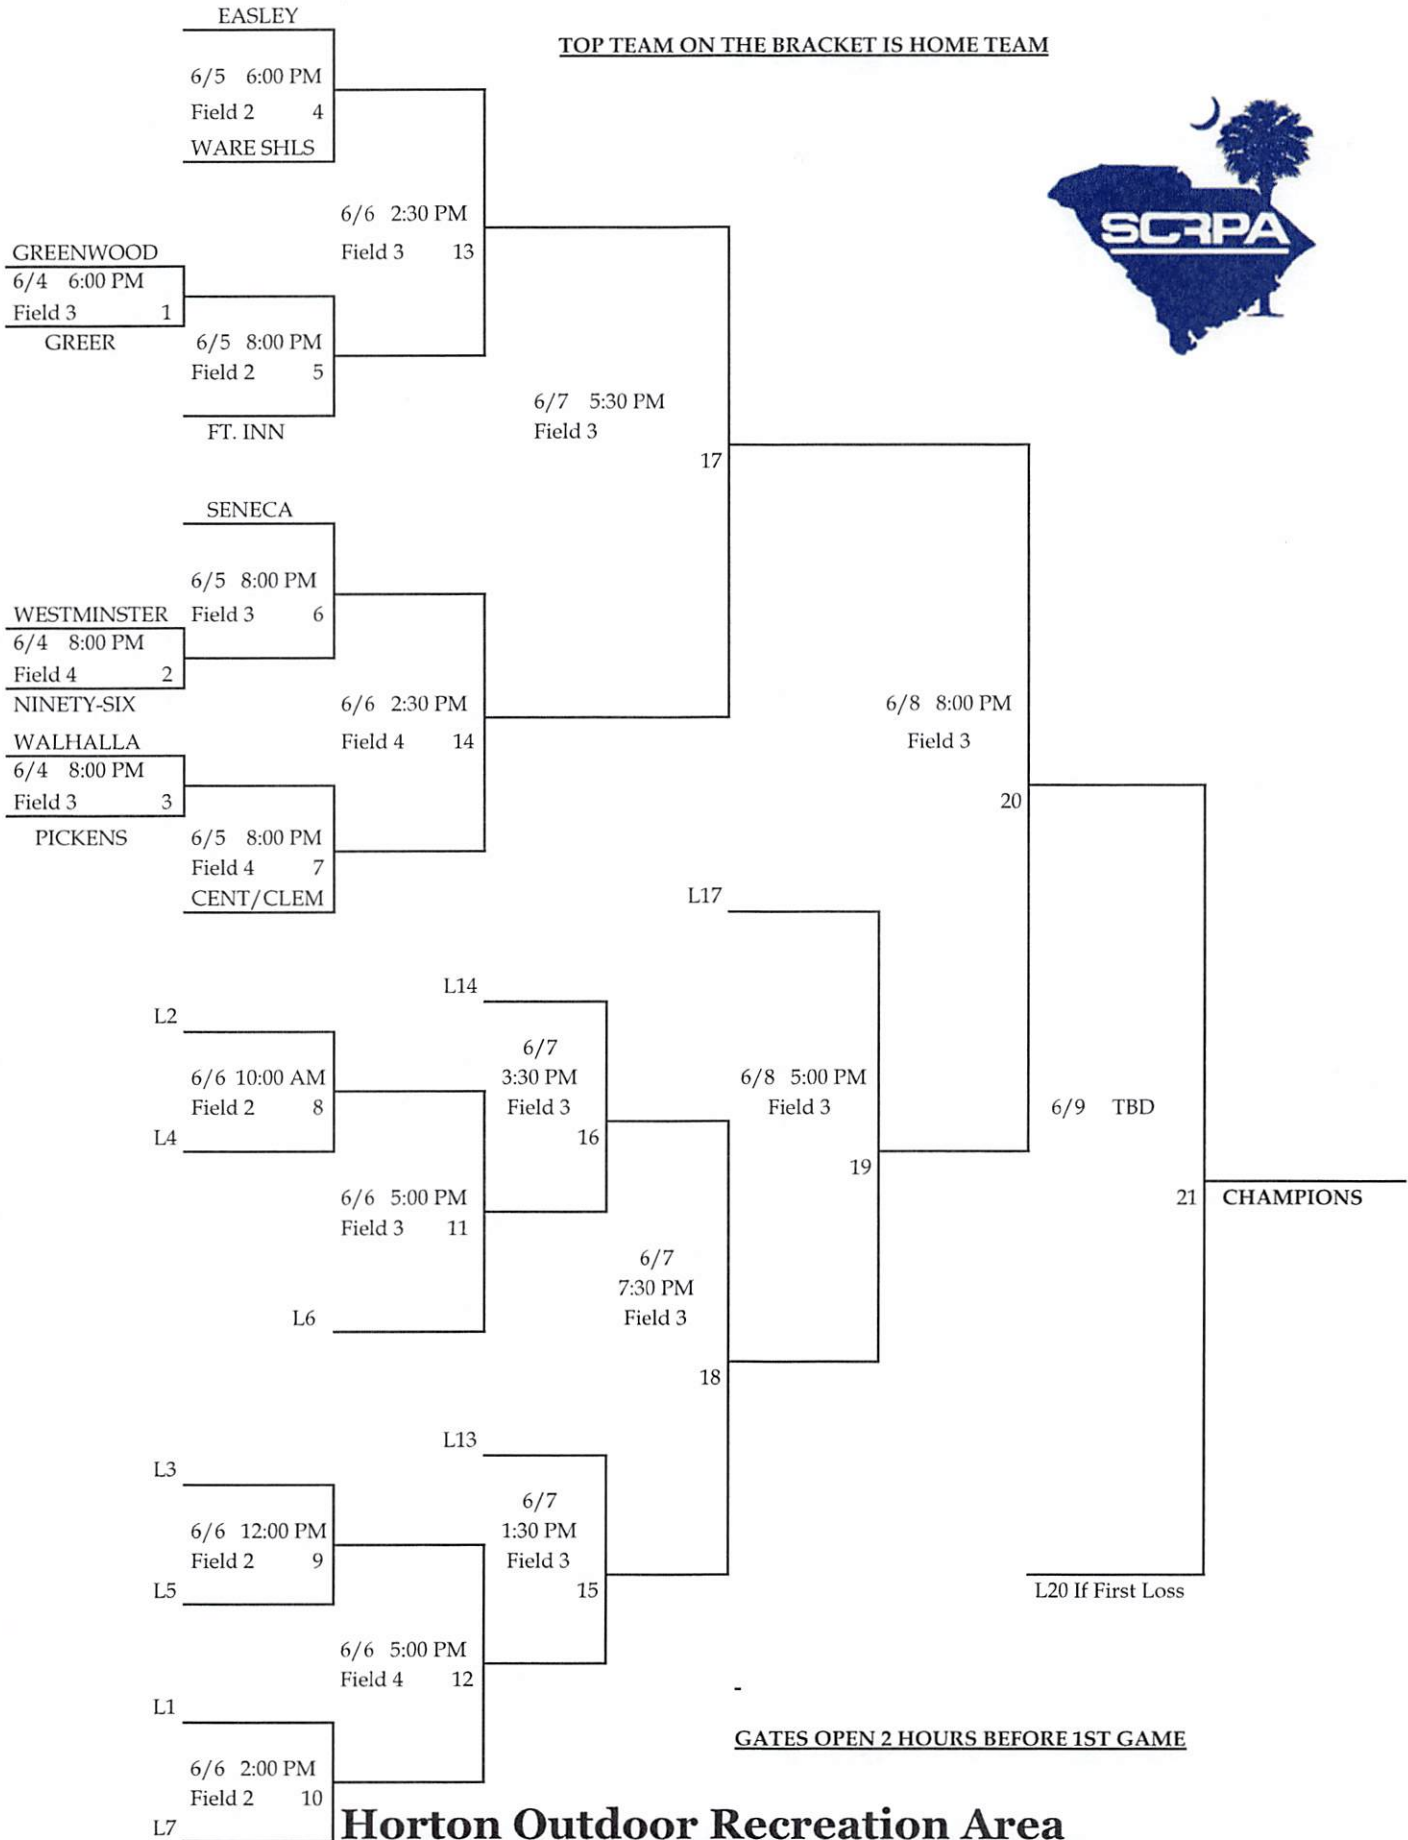 EASLEY
TOP TEAM ON THE BRACKET IS HOME TEAM
6/5 6:00 PM
Field 2 4
WARE SHLS
SCRPA
6/6 2:30 PM
Field 3 13
GREENWOOD
6/4 6:00 PM
Field 3 1
GREER
6/5 8:00 PM
Field 2 5
FT. INN
6/7 5:30 PM
Field 3
17
SENECA
6/5 8:00 PM
Field 3 6
WESTMINSTER
6/4 8:00 PM
Field 4 2
NINETY-SIX
6/6 2:30 PM
Field 4 14
WALHALLA
6/4 8:00 PM
Field 3 3
PICKENS
6/5 8:00 PM
Field 4 7
CENT/CLEM
6/8 8:00 PM
Field 3
20
L17
L14
L2
6/6 10:00 AM
Field 2 8
L4
6/7
3:30 PM
Field 3
16
6/8 5:00 PM
Field 3
19
6/9 TBD
21 CHAMPIONS
6/6 5:00 PM
Field 3 11
L6
6/7
7:30 PM
Field 3
18
L13
L3
6/6 12:00 PM
Field 2 9
L5
6/7
1:30 PM
Field 3
15
L20 If First Loss
6/6 5:00 PM
Field 4 12
-
L1
6/6 2:00 PM
Field 2 10
L7
GATES OPEN 2 HOURS BEFORE 1ST GAME
Horton Outdoor Recreation Area